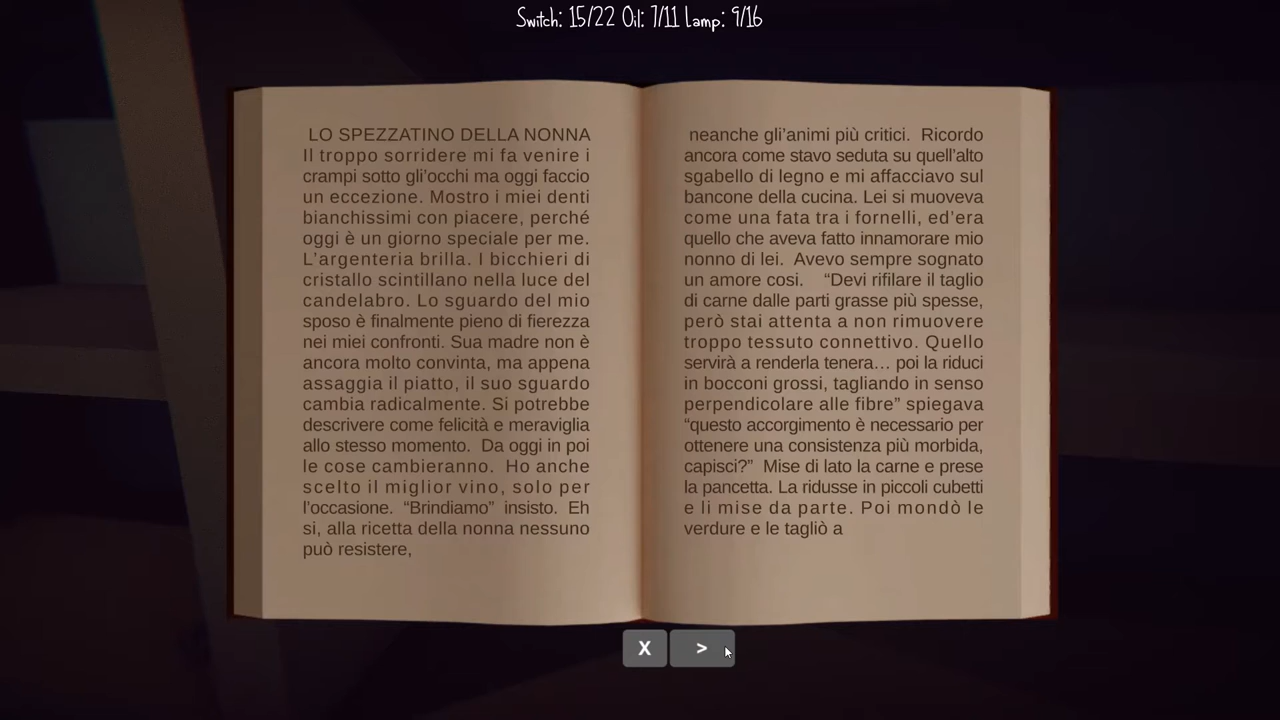 Switch: 15/22 Oil: 7/11 Lamp: 9/16
LO SPEZZATINO DELLA NONNA
Il troppo sorridere mi fa venire i
crampi sotto gli’occhi ma oggi faccio
un eccezione. Mostro i miei denti
bianchissimi con piacere, perché
oggi è un giorno speciale per me.
L’argenteria brilla. I bicchieri di
cristallo scintillano nella luce del
candelabro. Lo sguardo del mio
sposo è finalmente pieno di fierezza
nei miei confronti. Sua madre non è
ancora molto convinta, ma appena
assaggia il piatto, il suo sguardo
cambia radicalmente. Si potrebbe
descrivere come felicità e meraviglia
allo stesso momento. Da oggi in poi
le cose cambieranno. Ho anche
scelto il miglior vino, solo per
l’occasione. “Brindiamo” insisto. Eh
si, alla ricetta della nonna nessuno
può resistere,
neanche gli’animi più critici. Ricordo
ancora come stavo seduta su quell’alto
sgabello di legno e mi affacciavo sul
bancone della cucina. Lei si muoveva
come una fata tra i fornelli, ed’era
quello che aveva fatto innamorare mio
nonno di lei. Avevo sempre sognato
un amore cosi. “Devi rifilare il taglio
di carne dalle parti grasse più spesse,
però stai attenta a non rimuovere
troppo tessuto connettivo. Quello
servirà a renderla tenera… poi la riduci
in bocconi grossi, tagliando in senso
perpendicolare alle fibre” spiegava
“questo accorgimento è necessario per
ottenere una consistenza più morbida,
capisci?” Mise di lato la carne e prese
la pancetta. La ridusse in piccoli cubetti
e li mise da parte. Poi mondò le
verdure e le tagliò a
X >